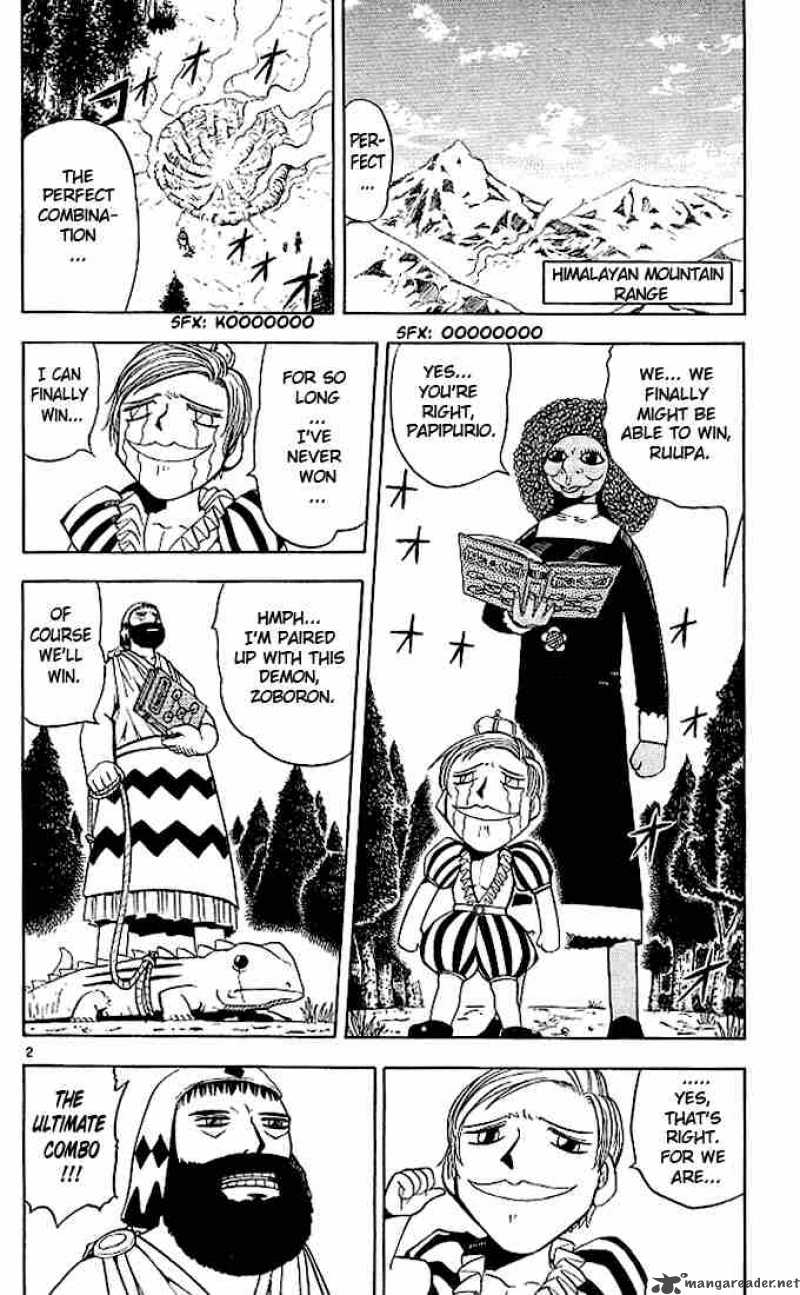 PER-
FECT
...
HIMALAYAN MOUNTAIN
RANGE
SFX: OOOOOOOO
THE
PERFECT
COMBINA-
TION
...
SFX: KOOOOOOO
WE... WE
FINALLY
MIGHT BE
ABLE TO WIN,
RUUPA.
YES...
YOU'RE
RIGHT,
PAPIPURIO.
FOR SO
LONG
...
I'VE
NEVER
WON
...
I CAN
FINALLY
WIN...
HMPH...
I'M PAIRED
UP WITH THIS
DEMON,
ZOBORON.
OF
COURSE
WE'LL
WIN.
2
.....
YES,
THAT'S
RIGHT.
FOR WE
ARE...
THE
ULTIMATE
COMBO
!!!
mangareader.net